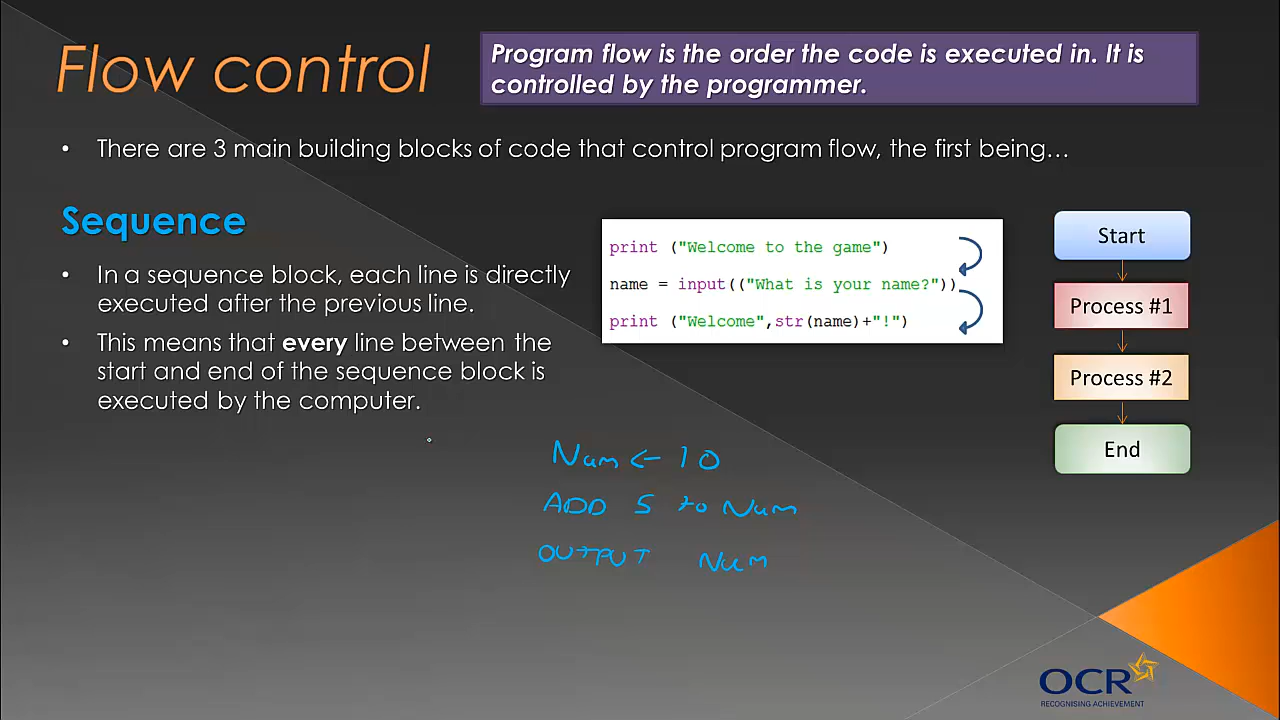 Flow control
Program flow is the order the code is executed in. It is
controlled by the programmer.
• There are 3 main building blocks of code that control program flow, the first being…
Sequence
• In a sequence block, each line is directly
executed after the previous line.
• This means that every line between the
start and end of the sequence block is
executed by the computer.
print ("Welcome to the game")
name = input(("What is your name?"))
print ("Welcome",str(name)+"!")
Start
Process #1
Process #2
End
Num ← 10
ADD 5 to Num
OUTPUT Num
OCR
RECOGNISING ACHIEVEMENT